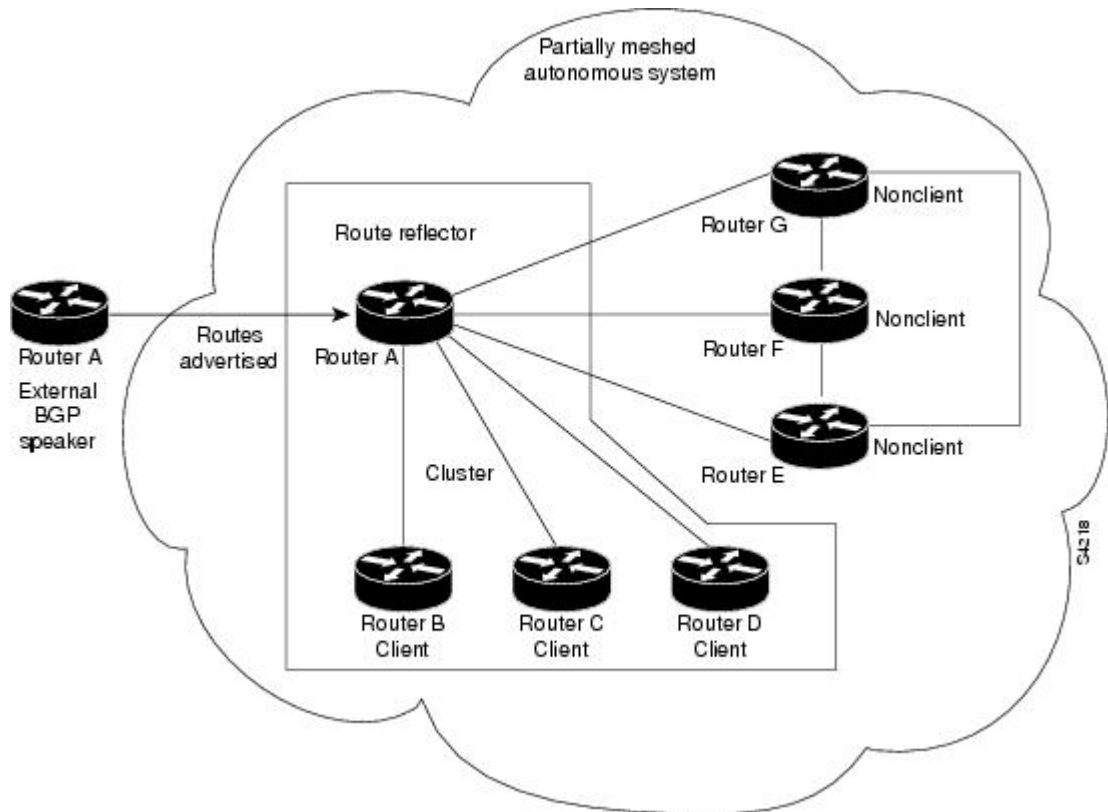 Partially meshed
autonomous system
Nonclient
Router G
Route reflector
Nonclient
Router F
Router A
Routes
advertised
Router A
External
BGP
speaker
Nonclient
Router E
Cluster
S4218
Router B
Client
Router C
Client
Router D
Client